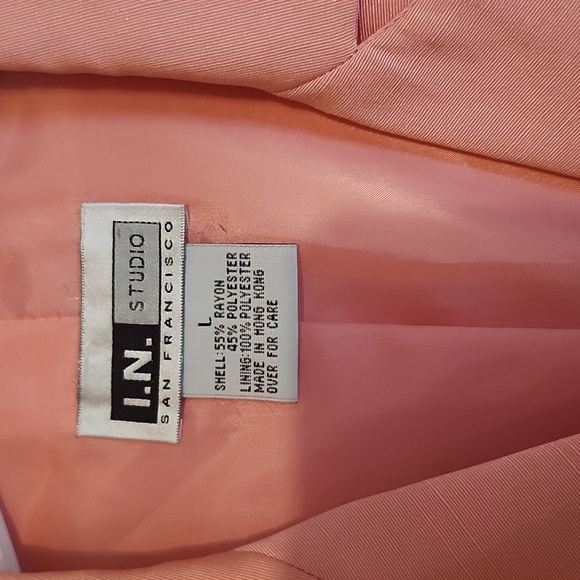 I.N. STUDIO
SAN FRANCISCO
L
SHELL: 55% RAYON
45% POLYESTER
LINING: 100% POLYESTER
MADE IN HONG KONG
OVER FOR CARE